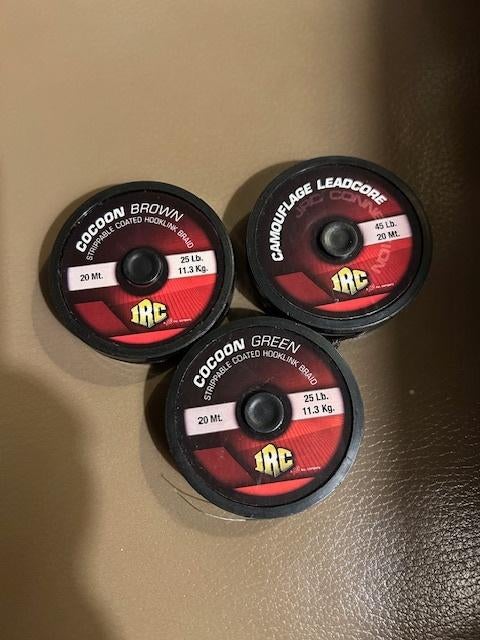 COCOON BROWN
STRIPPABLE COATED HOOKLINK BRAID
20 Mt.
25 Lb.
11.3 Kg.
JRC
CAMOUFLAGE LEADCORE
45 Lb.
20 Mt.
JRC
COCOON GREEN
STRIPPABLE COATED HOOKLINK BRAID
20 Mt.
25 Lb.
11.3 Kg.
JRC